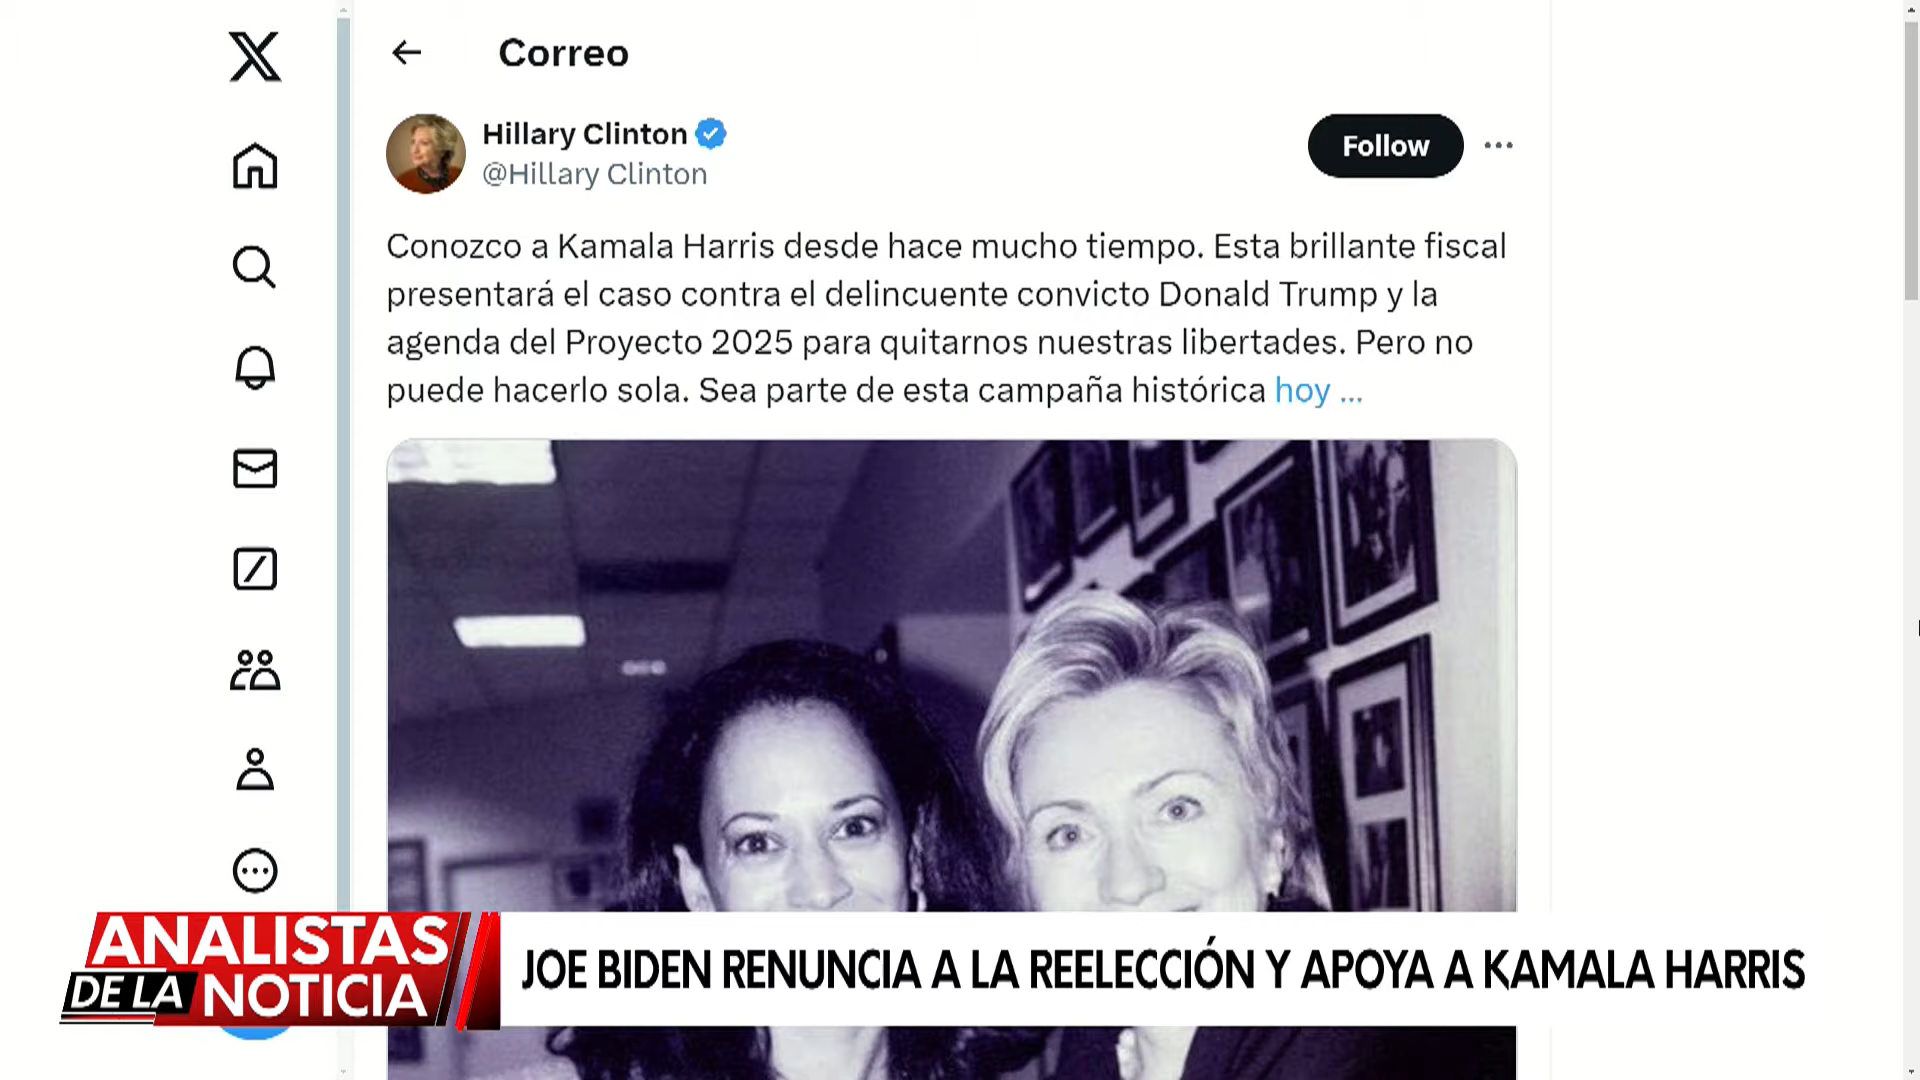 Correo
Hillary Clinton
@Hillary Clinton
Follow
Conozco a Kamala Harris desde hace mucho tiempo. Esta brillante fiscal
presentará el caso contra el delincuente convicto Donald Trump y la
agenda del Proyecto 2025 para quitarnos nuestras libertades. Pero no
puede hacerlo sola. Sea parte de esta campaña histórica hoy ...
ANALISTAS
DE LA NOTICIA
JOE BIDEN RENUNCIA A LA REELECCIÓN Y APOYA A KAMALA HARRIS